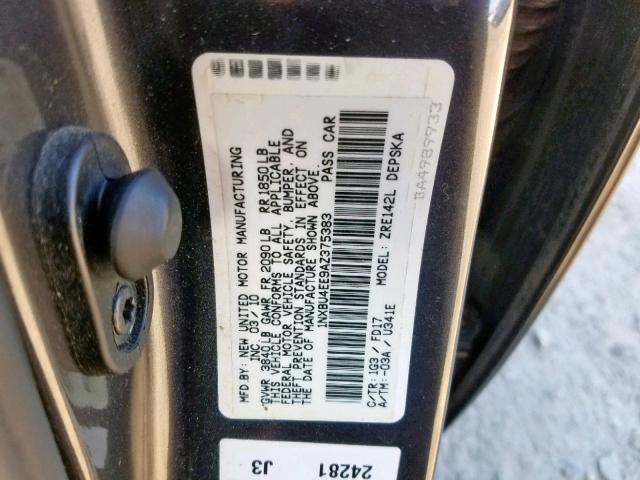 MFD.BY: NEW UNITED MOTOR MANUFACTURING
INC 03/10
GVWR 3840LB GAWR FR 2090LB RR 1850LB
THIS VEHICLE CONFORMS TO ALL APPLICABLE
FEDERAL MOTOR VEHICLE SAFETY, BUMPER, AND
THEFT PREVENTION STANDARDS IN EFFECT ON
THE DATE OF MANUFACTURE SHOWN ABOVE.
1NXBU4EE9AZ375383 PASS CAR
MODEL: ZRE142L DEPSKA
C/TR: 1G3 / FD17
A/TM: -03A / U341E
BA4989933
24281
J3